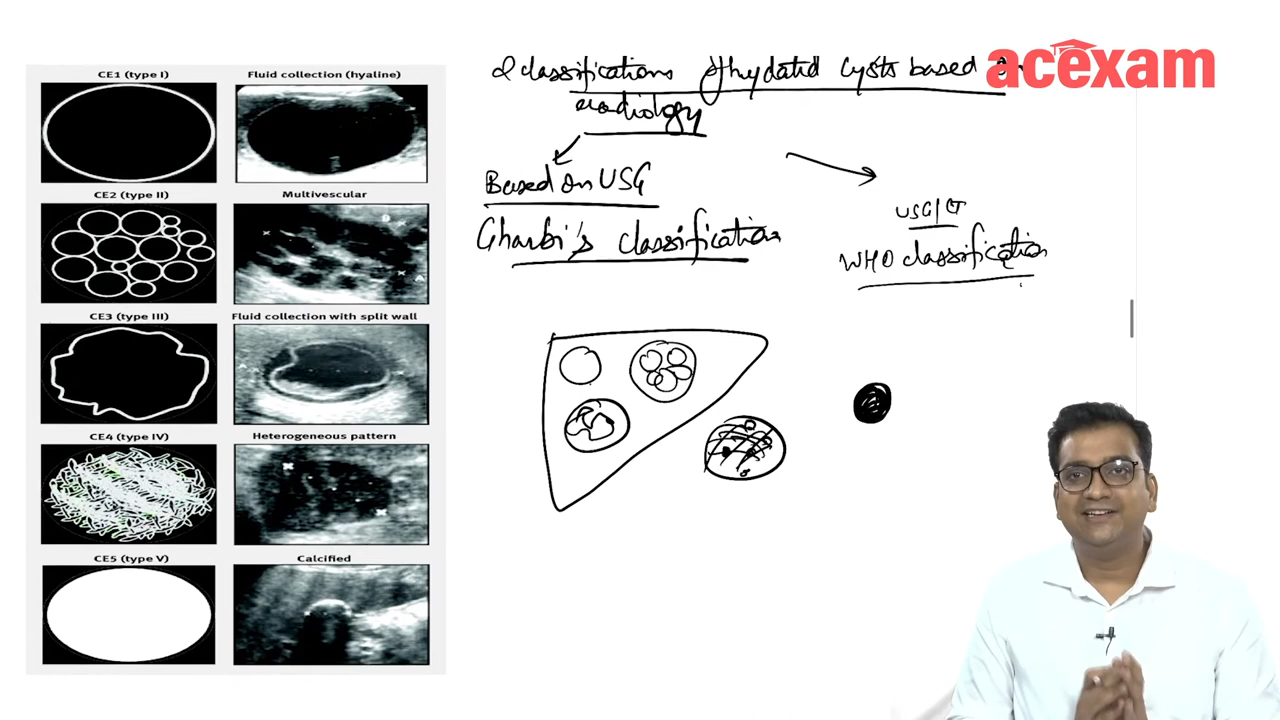 acexam
2 classifications of hydatid cysts based on
radiology
Based on USG
Gharbi's classification
USG/CT
WHO classification
CE1 (type I) Fluid collection (hyaline)
CE2 (type II) Multivescular
CE3 (type III) Fluid collection with split wall
CE4 (type IV) Heterogeneous pattern
CE5 (type V) Calcified